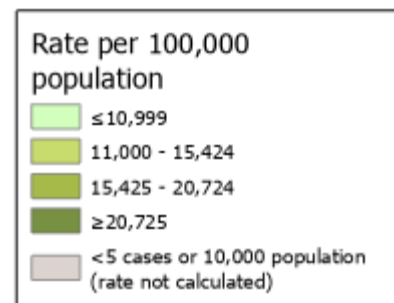 Rate per 100,000
population
≤10,999
11,000 - 15,424
15,425 - 20,724
≥20,725
<5 cases or 10,000 population
(rate not calculated)